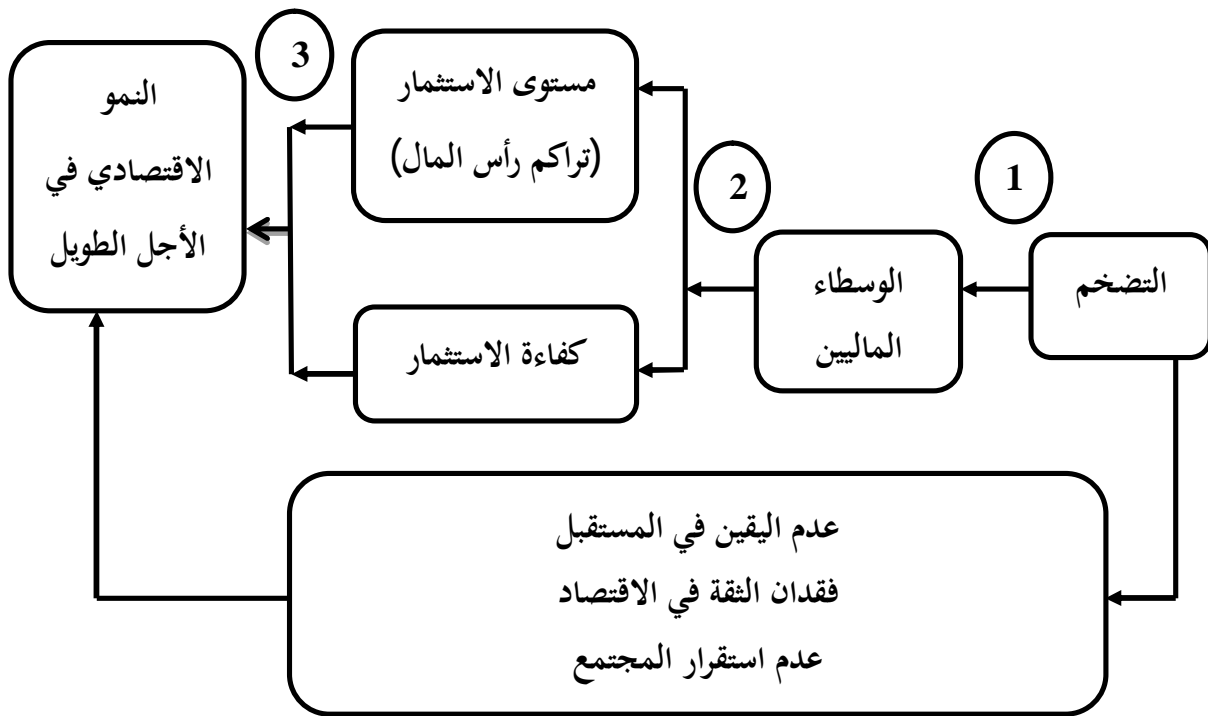 1
التضخم
2
الوسطاء
الماليين
3
مستوى الاستثمار
(تراكم رأس المال)
كفاءة الاستثمار
النمو
الاقتصادي في
الأجل الطويل
عدم اليقين في المستقبل
فقدان الثقة في الاقتصاد
عدم استقرار المجتمع